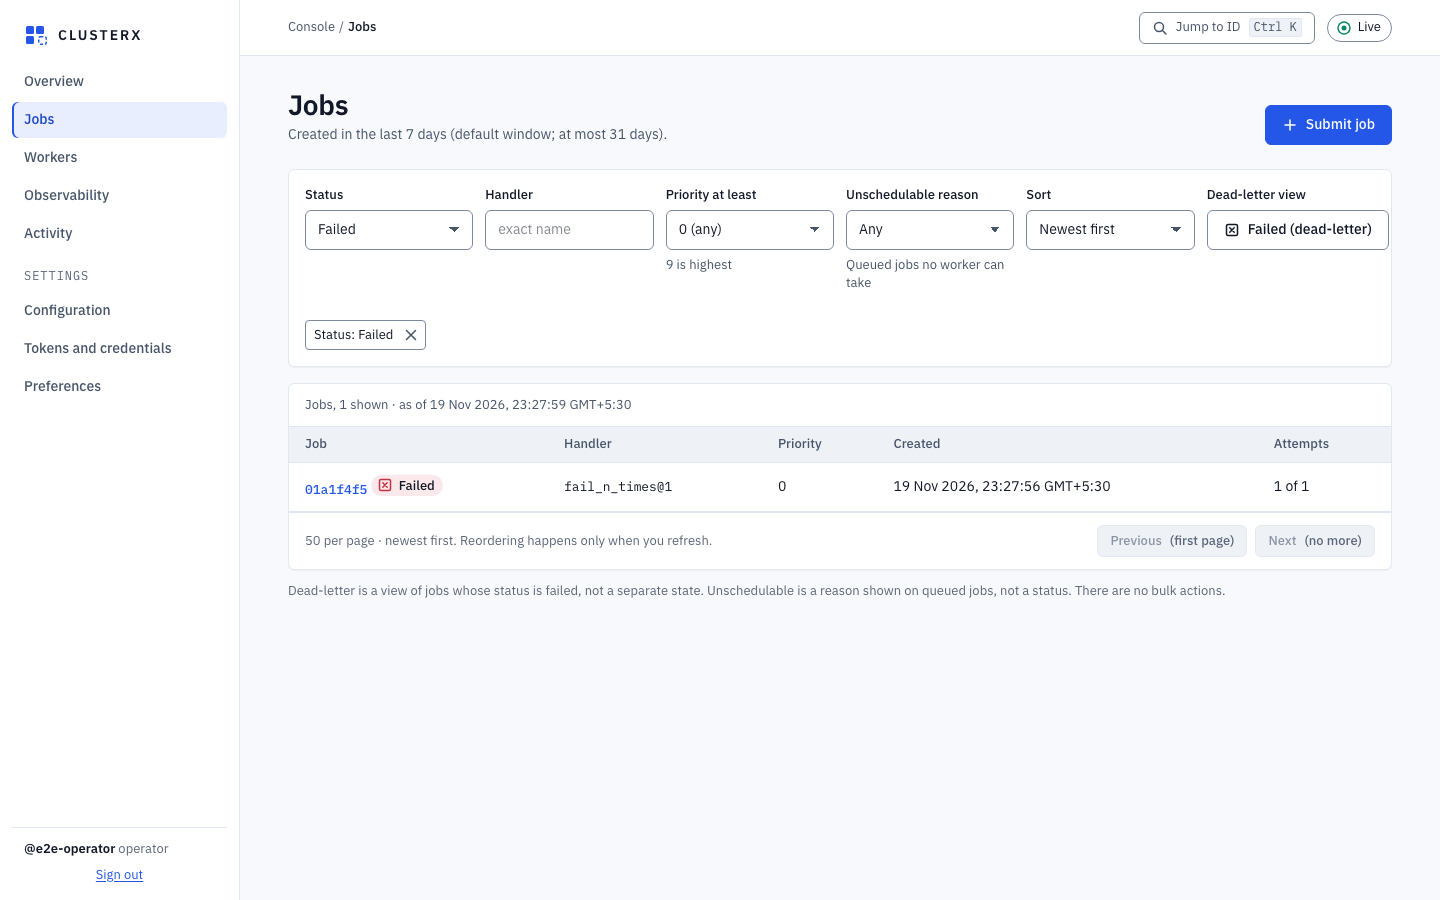 CLUSTERX
Overview
Jobs
Workers
Observability
Activity
SETTINGS
Configuration
Tokens and credentials
Preferences
@e2e-operator operator
Sign out
Console / Jobs
Jump to ID Ctrl K
Live
Jobs
Created in the last 7 days (default window; at most 31 days).
Submit job
Status Handler Priority at least Unschedulable reason Sort Dead-letter view
Failed exact name 0 (any) Any Newest first Failed (dead-letter)
9 is highest Queued jobs no worker can
take
Status: Failed
Jobs, 1 shown · as of 19 Nov 2026, 23:27:59 GMT+5:30
Job Handler Priority Created Attempts
01a1f4f5 Failed fail_n_times@1 0 19 Nov 2026, 23:27:56 GMT+5:30 1 of 1
50 per page · newest first. Reordering happens only when you refresh. Previous (first page) Next (no more)
Dead-letter is a view of jobs whose status is failed, not a separate state. Unschedulable is a reason shown on queued jobs, not a status. There are no bulk actions.